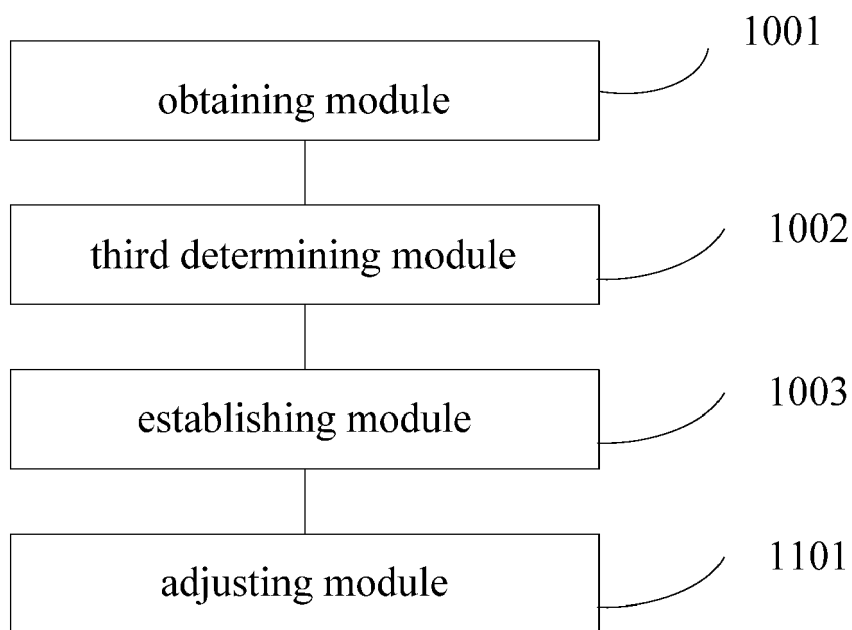 1001
obtaining module
1002
third determining module
1003
establishing module
1101
adjusting module